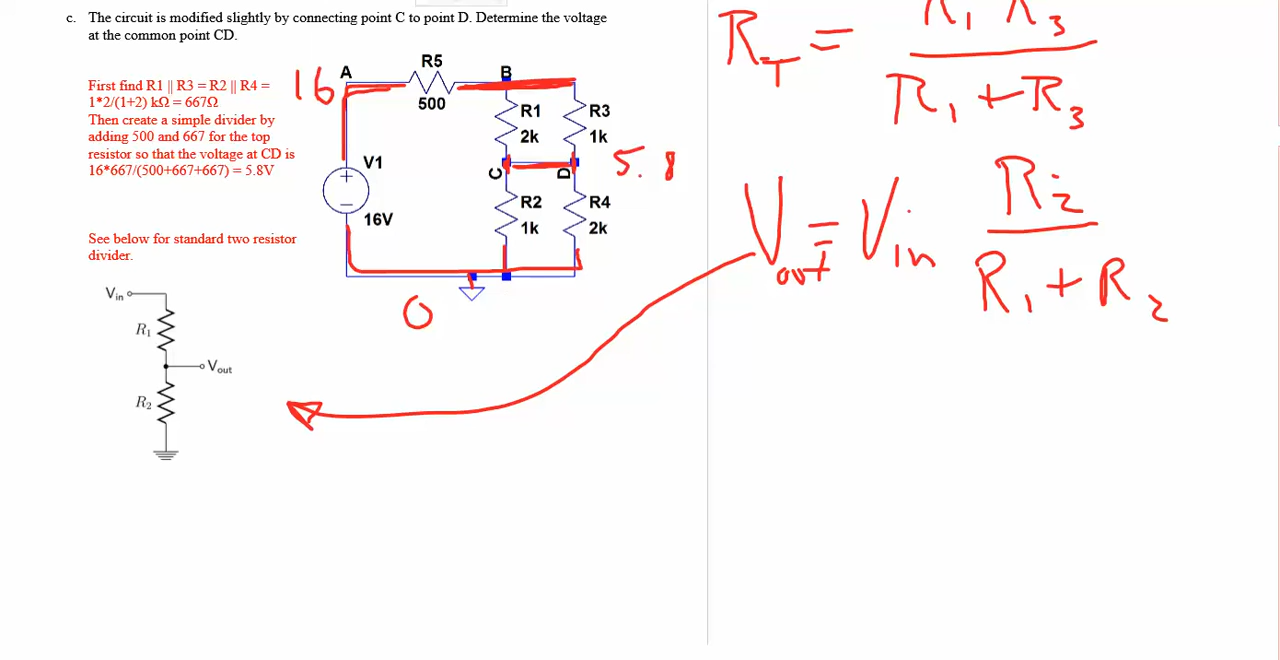 c. The circuit is modified slightly by connecting point C to point D. Determine the voltage
at the common point CD.
First find R1 || R3 = R2 || R4 =
1*2/(1+2) kΩ = 667Ω
Then create a simple divider by
adding 500 and 667 for the top
resistor so that the voltage at CD is
16*667/(500+667+667) = 5.8V
See below for standard two resistor
divider.
16
A
R5
500
B
R1
2k
R3
1k
V1
+
−
16V
C
D
5.8
R2
1k
R4
2k
0
Vin
R1
Vout
R2
R_T = R1 R3
R1 + R3
Vout = Vin R2
R1 + R2